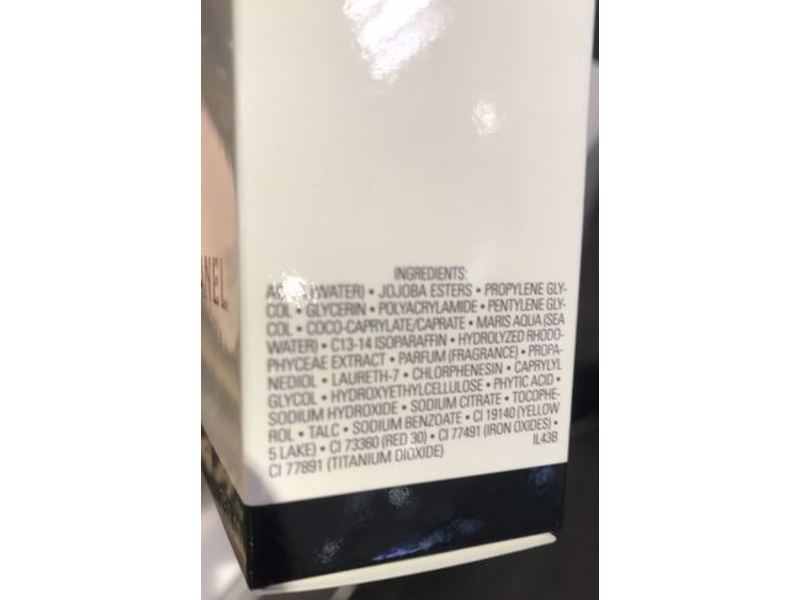 ANEL
INGREDIENTS:
AQUA (WATER) • JOJOBA ESTERS • PROPYLENE GLY-
COL • GLYCERIN • POLYACRYLAMIDE • PENTYLENE GLY-
COL • COCO-CAPRYLATE/CAPRATE • MARIS AQUA (SEA
WATER) • C13-14 ISOPARAFFIN • HYDROLYZED RHODO-
PHYCEAE EXTRACT • PARFUM (FRAGRANCE) • PROPA-
NEDIOL • LAURETH-7 • CHLORPHENESIN • CAPRYLYL
GLYCOL • HYDROXYETHYLCELLULOSE • PHYTIC ACID •
SODIUM HYDROXIDE • SODIUM CITRATE • TOCOPHE-
ROL • TALC • SODIUM BENZOATE • CI 19140 (YELLOW
5 LAKE) • CI 73360 (RED 30) • CI 77491 (IRON OXIDES) •
CI 77891 (TITANIUM DIOXIDE)
IL43B